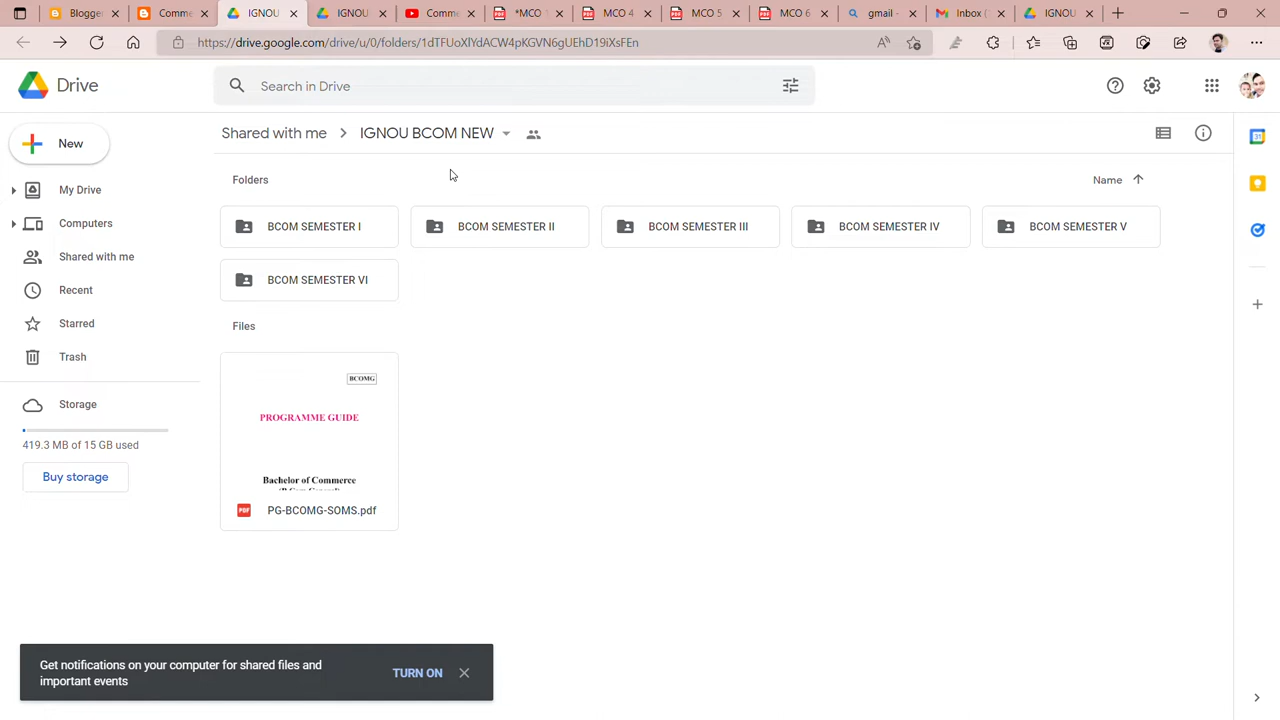 Blogger
Comme
IGNOU
IGNOU
Comme
*MCO
MCO 4
MCO 5
MCO 6
gmail -
Inbox (
IGNOU
https://drive.google.com/drive/u/0/folders/1dTFUoXlYdACW4pXGVN6gUEhD19iXsFEn
Drive
Search in Drive
New
Shared with me
IGNOU BCOM NEW
My Drive
Computers
Shared with me
Recent
Starred
Trash
Storage
419.3 MB of 15 GB used
Buy storage
Folders
Name
BCOM SEMESTER I
BCOM SEMESTER II
BCOM SEMESTER III
BCOM SEMESTER IV
BCOM SEMESTER V
BCOM SEMESTER VI
Files
BCOMG
PROGRAMME GUIDE
Bachelor of Commerce
PDF
PG-BCOMG-SOMS.pdf
Get notifications on your computer for shared files and
important events
TURN ON
31